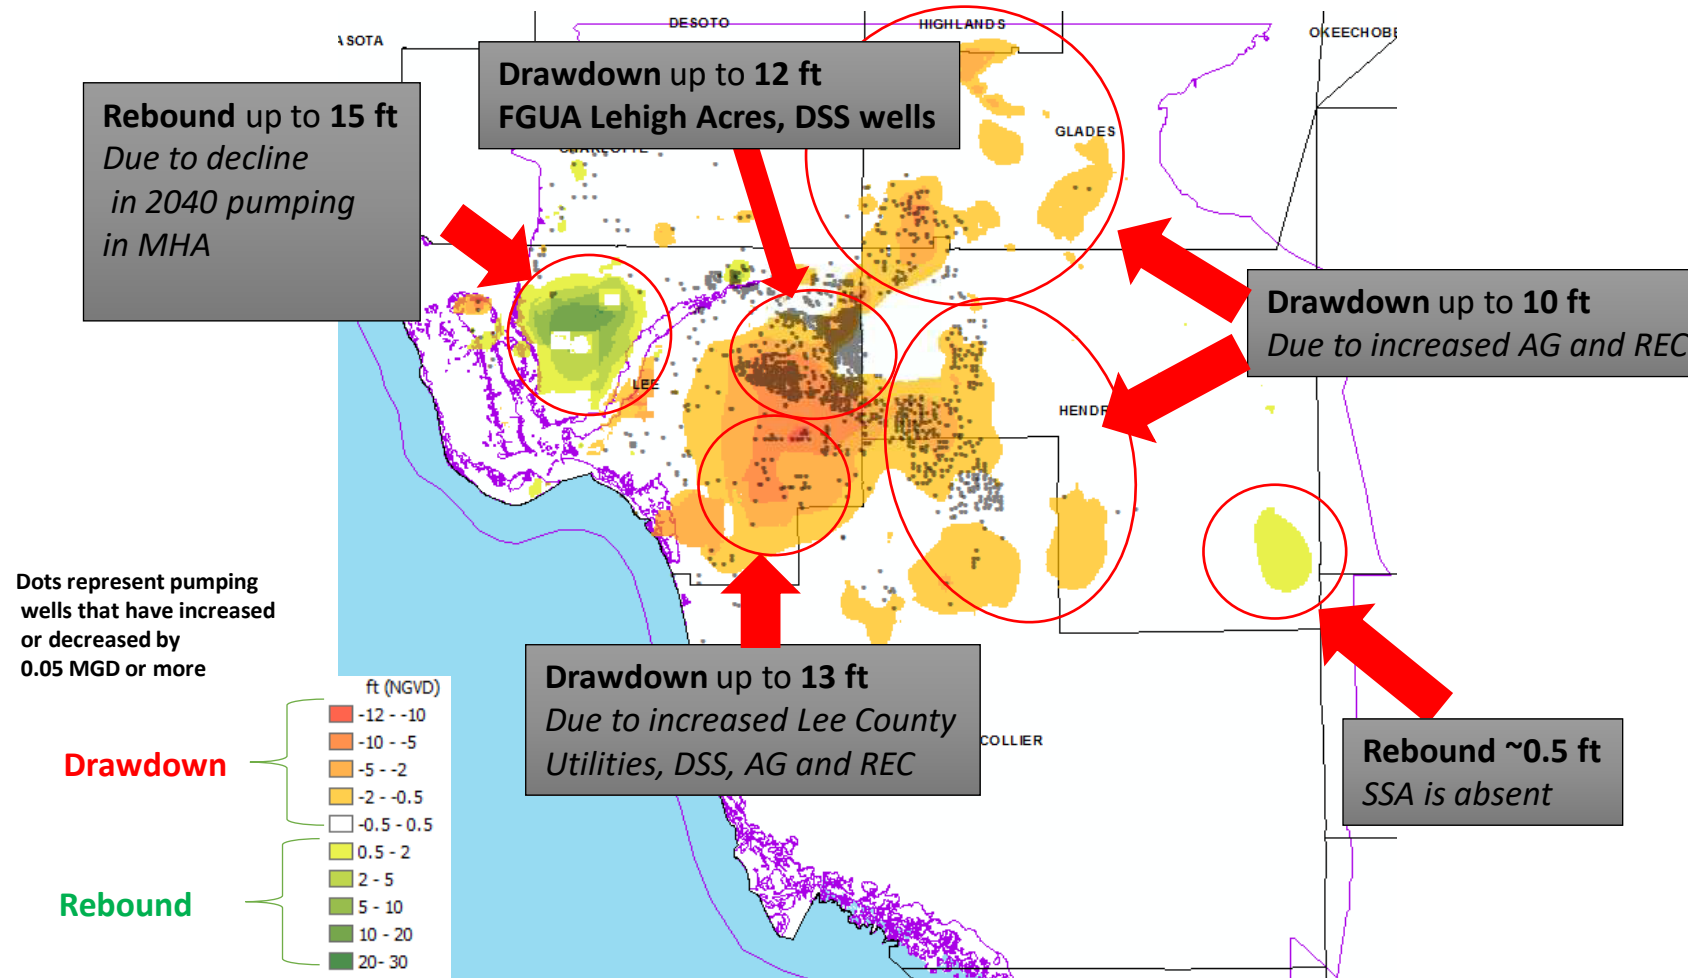 DESOTO
HIGHLANDS
ASOTA
OKEECHOBE
Drawdown up to 12 ft
FGUA Lehigh Acres, DSS wells
Rebound up to 15 ft
Due to decline
in 2040 pumping
in MHA
CHARLOTTE
GLADES
Drawdown up to 10 ft
Due to increased AG and REC
LEE
HENDR
Dots represent pumping
wells that have increased
or decreased by
0.05 MGD or more
Drawdown up to 13 ft
Due to increased Lee County
Utilities, DSS, AG and REC
COLLIER
Rebound ~0.5 ft
SSA is absent
ft (NGVD)
-12 - -10
-10 - -5
-5 - -2
-2 - -0.5
-0.5 - 0.5
0.5 - 2
2 - 5
5 - 10
10 - 20
20 - 30
Drawdown
Rebound